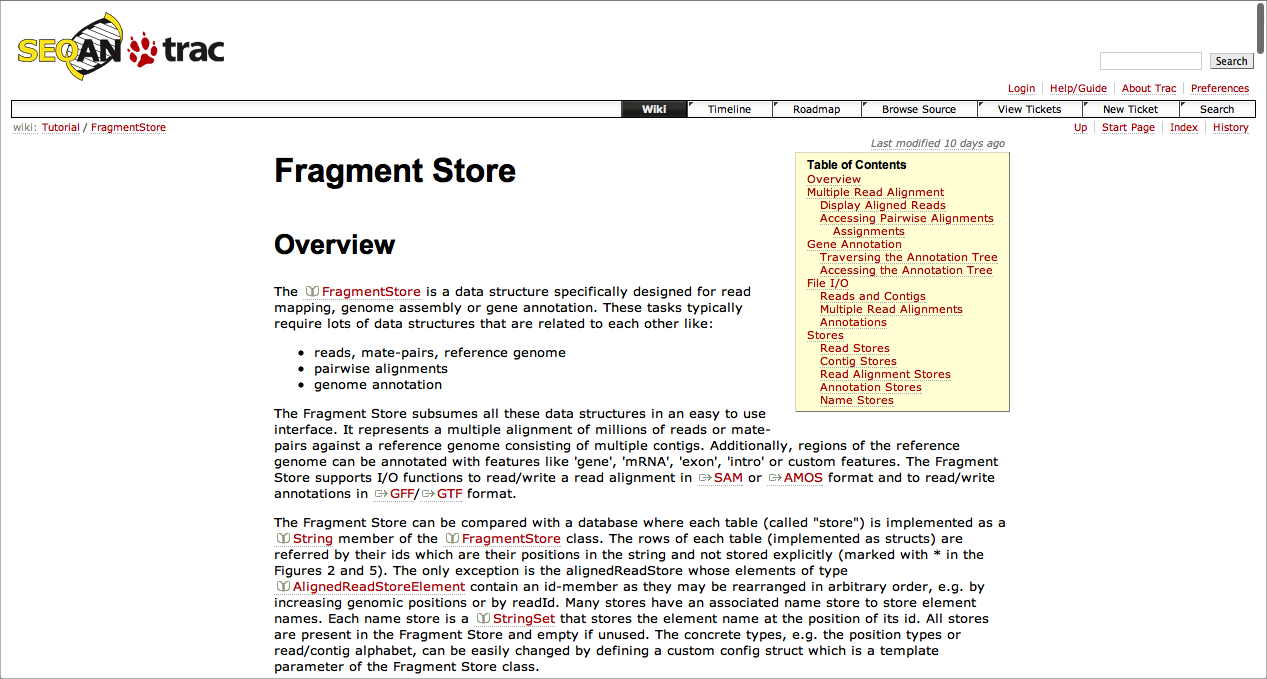 SEQAN trac
Search
Login Help/Guide About Trac Preferences
Wiki Timeline Roadmap Browse Source View Tickets New Ticket Search
wiki: Tutorial / FragmentStore
Up Start Page Index History
Last modified 10 days ago
Fragment Store
Table of Contents
Overview
Multiple Read Alignment
Display Aligned Reads
Accessing Pairwise Alignments
Assignments
Gene Annotation
Traversing the Annotation Tree
Accessing the Annotation Tree
File I/O
Reads and Contigs
Multiple Read Alignments
Annotations
Stores
Read Stores
Contig Stores
Read Alignment Stores
Annotation Stores
Name Stores
Overview
The FragmentStore is a data structure specifically designed for read
mapping, genome assembly or gene annotation. These tasks typically
require lots of data structures that are related to each other like:
• reads, mate-pairs, reference genome
• pairwise alignments
• genome annotation
The Fragment Store subsumes all these data structures in an easy to use
interface. It represents a multiple alignment of millions of reads or mate-
pairs against a reference genome consisting of multiple contigs. Additionally, regions of the reference
genome can be annotated with features like 'gene', 'mRNA', 'exon', 'intro' or custom features. The Fragment
Store supports I/O functions to read/write a read alignment in SAM or AMOS format and to read/write
annotations in GFF/GTF format.
The Fragment Store can be compared with a database where each table (called "store") is implemented as a
String member of the FragmentStore class. The rows of each table (implemented as structs) are
referred by their ids which are their positions in the string and not stored explicitly (marked with * in the
Figures 2 and 5). The only exception is the alignedReadStore whose elements of type
AlignedReadStoreElement contain an id-member as they may be rearranged in arbitrary order, e.g. by
increasing genomic positions or by readId. Many stores have an associated name store to store element
names. Each name store is a StringSet that stores the element name at the position of its id. All stores
are present in the Fragment Store and empty if unused. The concrete types, e.g. the position types or
read/contig alphabet, can be easily changed by defining a custom config struct which is a template
parameter of the Fragment Store class.